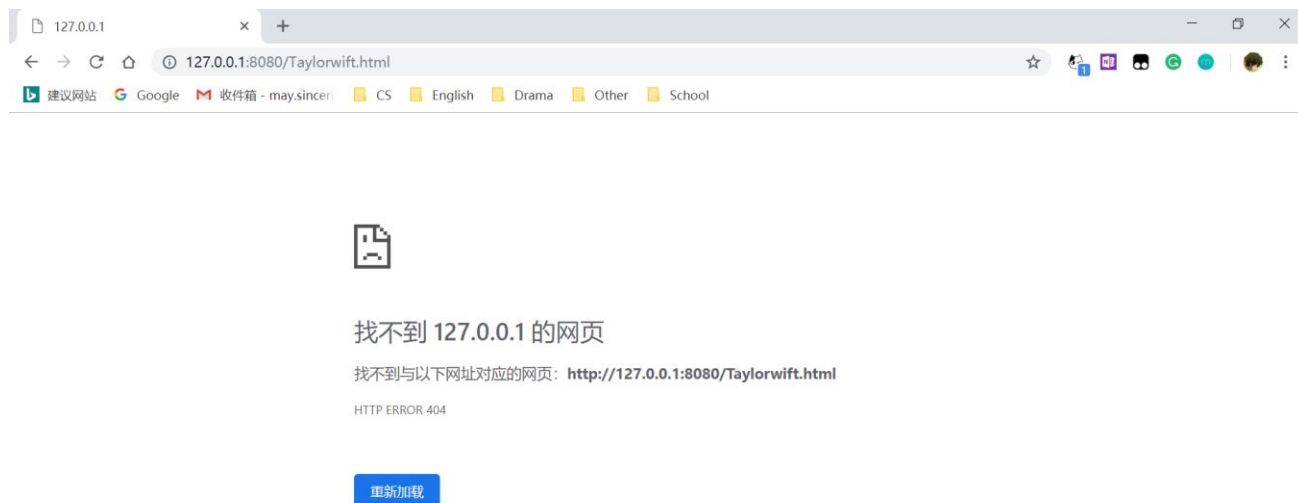 127.0.0.1
127.0.0.1:8080/Taylorwift.html
建议网站 Google 收件箱 - may.sincer CS English Drama Other School
1
找不到 127.0.0.1 的网页
找不到与以下网址对应的网页：http://127.0.0.1:8080/Taylorwift.html
HTTP ERROR 404
重新加载